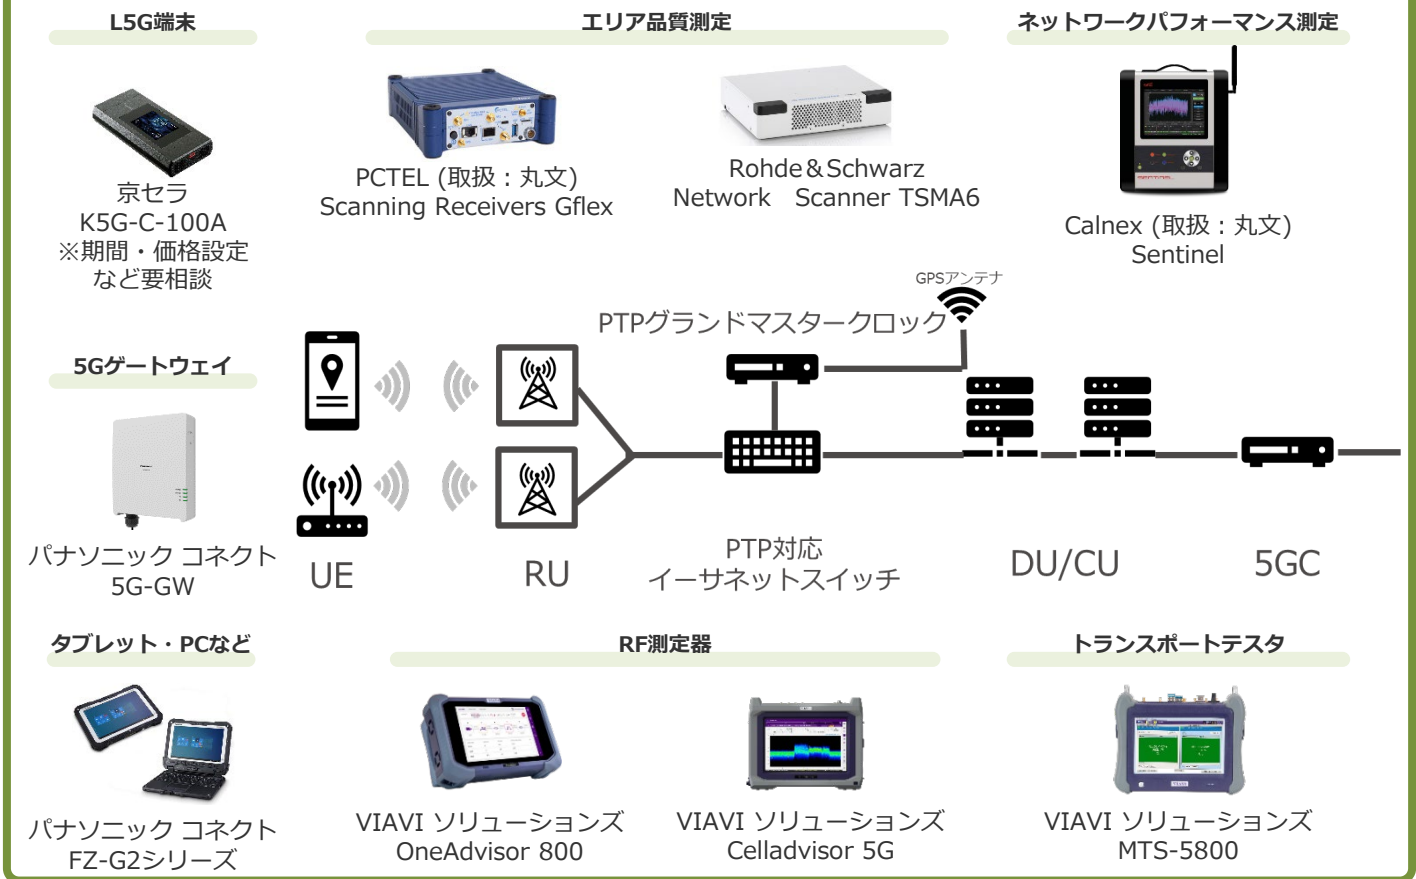 L5G端末
エリア品質測定
ネットワークパフォーマンス測定
京セラ
K5G-C-100A
※期間・価格設定
など要相談
PCTEL (取扱：丸文)
Scanning Receivers Gflex
Rohde＆Schwarz
Network　Scanner TSMA6
Calnex (取扱：丸文)
Sentinel
GPSアンテナ
PTPグランドマスタークロック
5Gゲートウェイ
パナソニック コネクト
5G-GW
UE
RU
PTP対応
イーサネットスイッチ
DU/CU
5GC
タブレット・PCなど
RF測定器
トランスポートテスタ
パナソニック コネクト
FZ-G2シリーズ
VIAVI ソリューションズ
OneAdvisor 800
VIAVI ソリューションズ
Celladvisor 5G
VIAVI ソリューションズ
MTS-5800